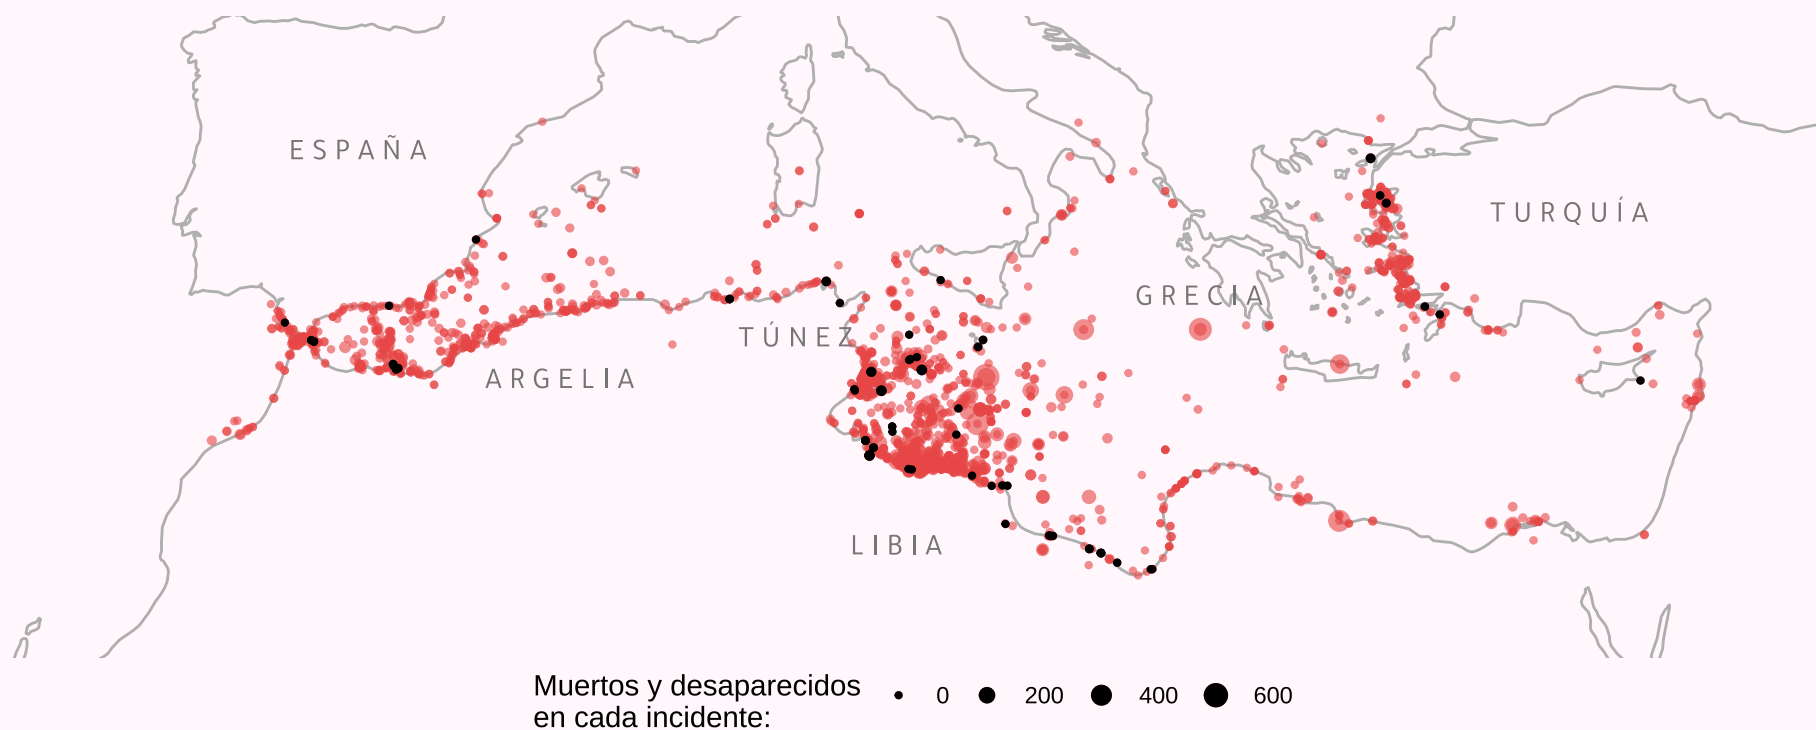 ESPAÑA
TURQUÍA
GRECIA
TÚNEZ
ARGELIA
LIBIA
Muertos y desaparecidos
en cada incidente:
0 200 400 600